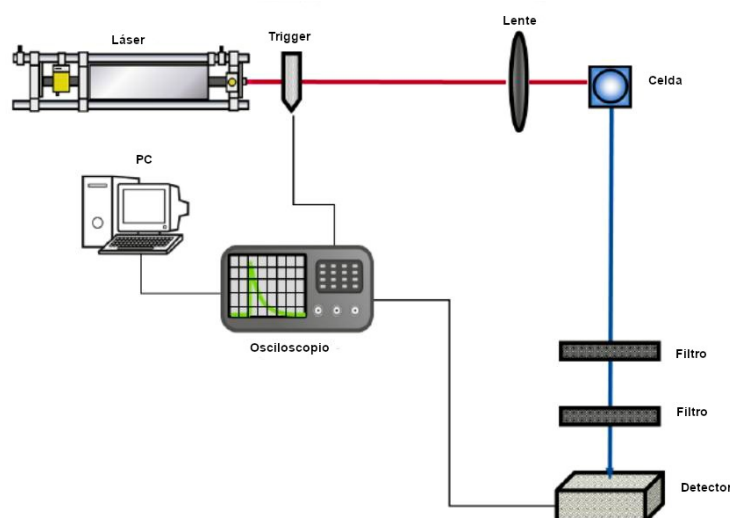 Lente
Láser
Trigger
Celda
PC
Osciloscopio
Filtro
Filtro
Detector